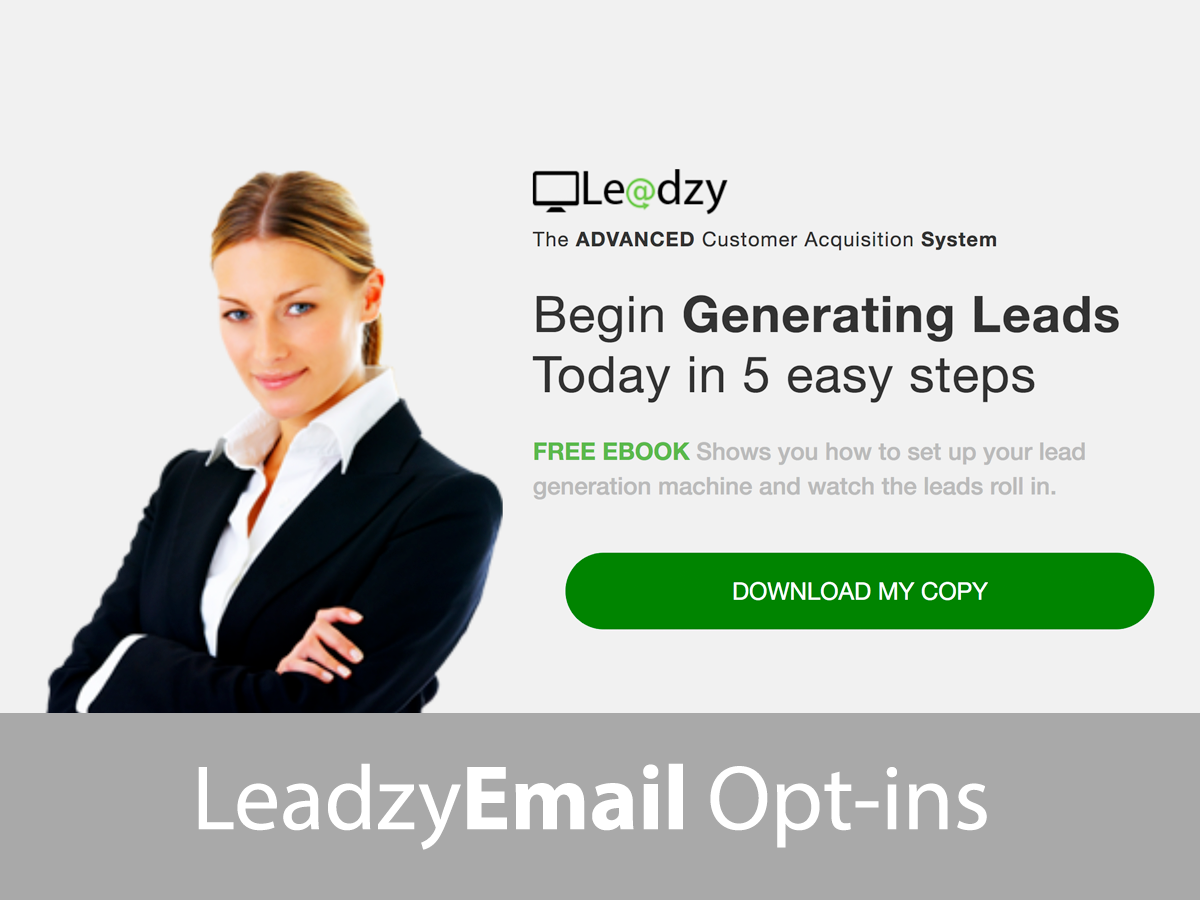 Le@dzy
The ADVANCED Customer Acquisition System
Begin Generating Leads
Today in 5 easy steps
FREE EBOOK Shows you how to set up your lead
generation machine and watch the leads roll in.
DOWNLOAD MY COPY
LeadzyEmail Opt-ins